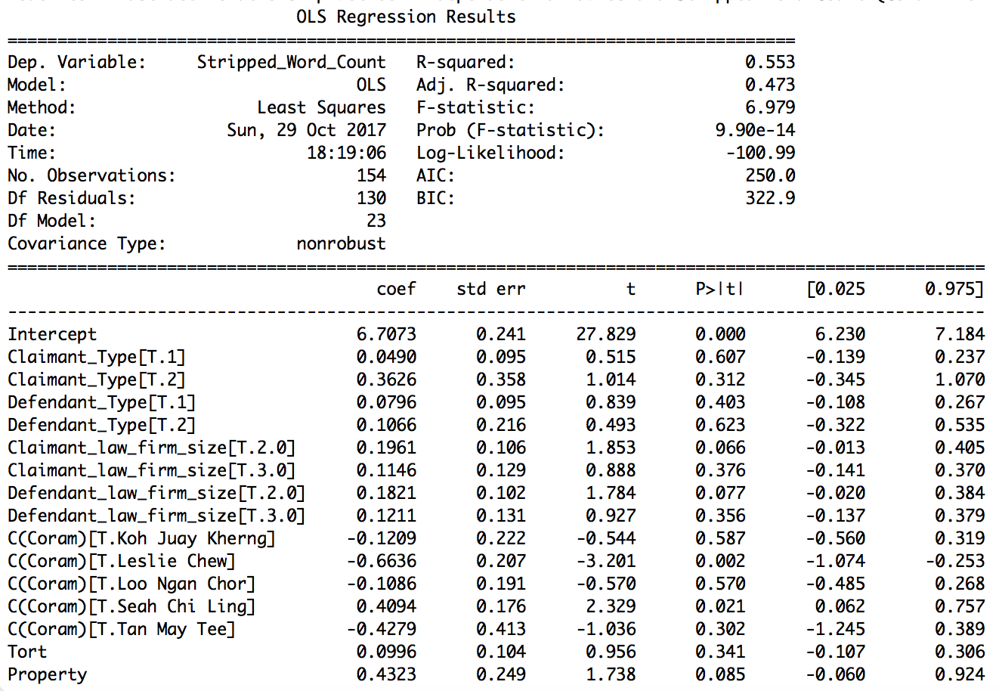 OLS Regression Results
==============================================================================
Dep. Variable: Stripped_Word_Count R-squared: 0.553
Model: OLS Adj. R-squared: 0.473
Method: Least Squares F-statistic: 6.979
Date: Sun, 29 Oct 2017 Prob (F-statistic): 9.90e-14
Time: 18:19:06 Log-Likelihood: -100.99
No. Observations: 154 AIC: 250.0
Df Residuals: 130 BIC: 322.9
Df Model: 23
Covariance Type: nonrobust
==================================================================================================
coef std err t P>|t| [0.025 0.975]
--------------------------------------------------------------------------------------------------
Intercept 6.7073 0.241 27.829 0.000 6.230 7.184
Claimant_Type[T.1] 0.0490 0.095 0.515 0.607 -0.139 0.237
Claimant_Type[T.2] 0.3626 0.358 1.014 0.312 -0.345 1.070
Defendant_Type[T.1] 0.0796 0.095 0.839 0.403 -0.108 0.267
Defendant_Type[T.2] 0.1066 0.216 0.493 0.623 -0.322 0.535
Claimant_law_firm_size[T.2.0] 0.1961 0.106 1.853 0.066 -0.013 0.405
Claimant_law_firm_size[T.3.0] 0.1146 0.129 0.888 0.376 -0.141 0.370
Defendant_law_firm_size[T.2.0] 0.1821 0.102 1.784 0.077 -0.020 0.384
Defendant_law_firm_size[T.3.0] 0.1211 0.131 0.927 0.356 -0.137 0.379
C(Coram)[T.Koh Juay Kherng] -0.1209 0.222 -0.544 0.587 -0.560 0.319
C(Coram)[T.Leslie Chew] -0.6636 0.207 -3.201 0.002 -1.074 -0.253
C(Coram)[T.Loo Ngan Chor] -0.1086 0.191 -0.570 0.570 -0.485 0.268
C(Coram)[T.Seah Chi Ling] 0.4094 0.176 2.329 0.021 0.062 0.757
C(Coram)[T.Tan May Tee] -0.4279 0.413 -1.036 0.302 -1.245 0.389
Tort 0.0996 0.104 0.956 0.341 -0.107 0.306
Property 0.4323 0.249 1.738 0.085 -0.060 0.924